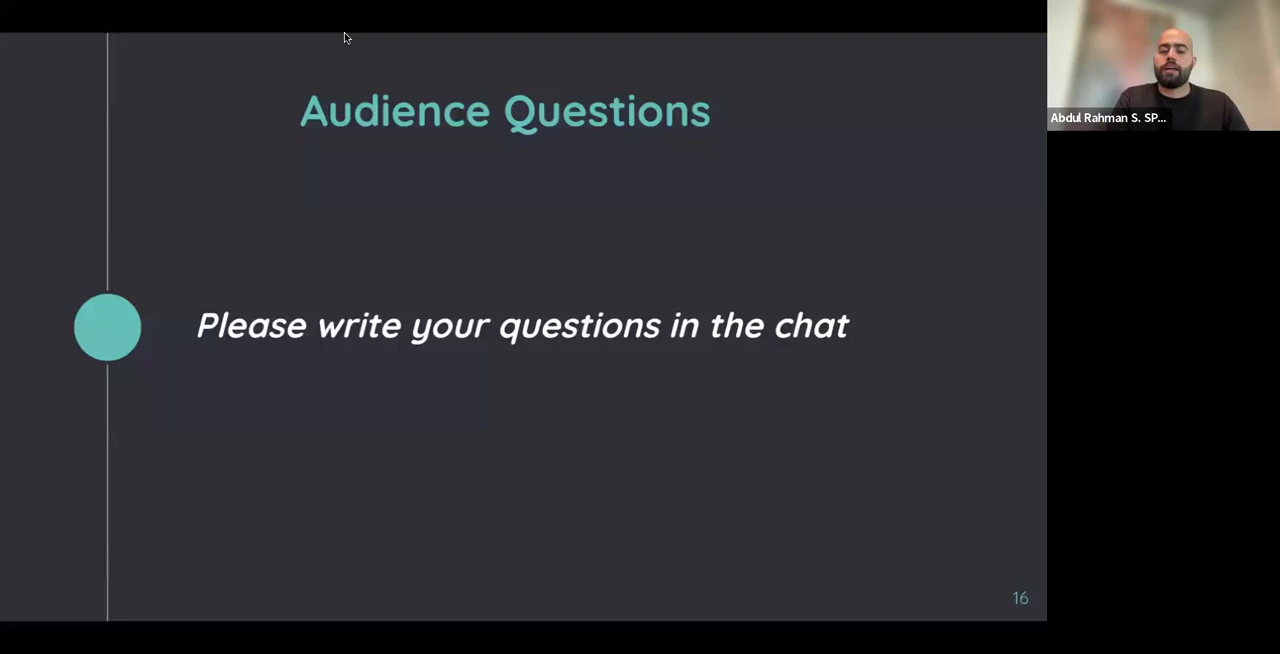 Audience Questions
Abdul Rahman S. SP...
Please write your questions in the chat
16